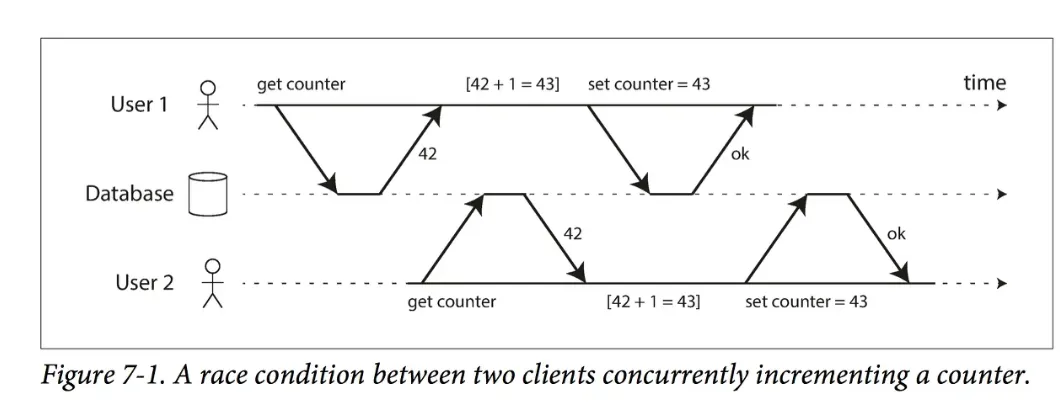 get counter [42 + 1 = 43] set counter = 43 time
User 1
42 ok
Database
42 ok
User 2
get counter [42 + 1 = 43] set counter = 43
Figure 7-1. A race condition between two clients concurrently incrementing a counter.